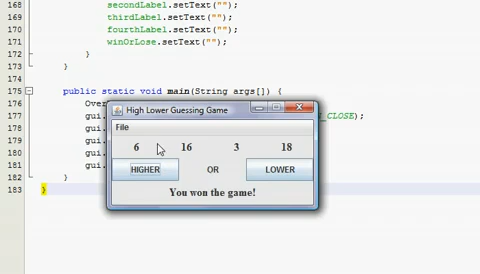 168 secondLabel.setText("");
169 thirdLabel.setText("");
170 fourthLabel.setText("");
171 winOrLose.setText("");
172 }
173 }
174
175 public static void main(String args[]) {
176 Over
177 gui. _CLOSE);
178 gui.
179 gui.
180 gui.
181 gui.
182 }
183 }
High Lower Guessing Game
File
6 16 3 18
HIGHER OR LOWER
You won the game!